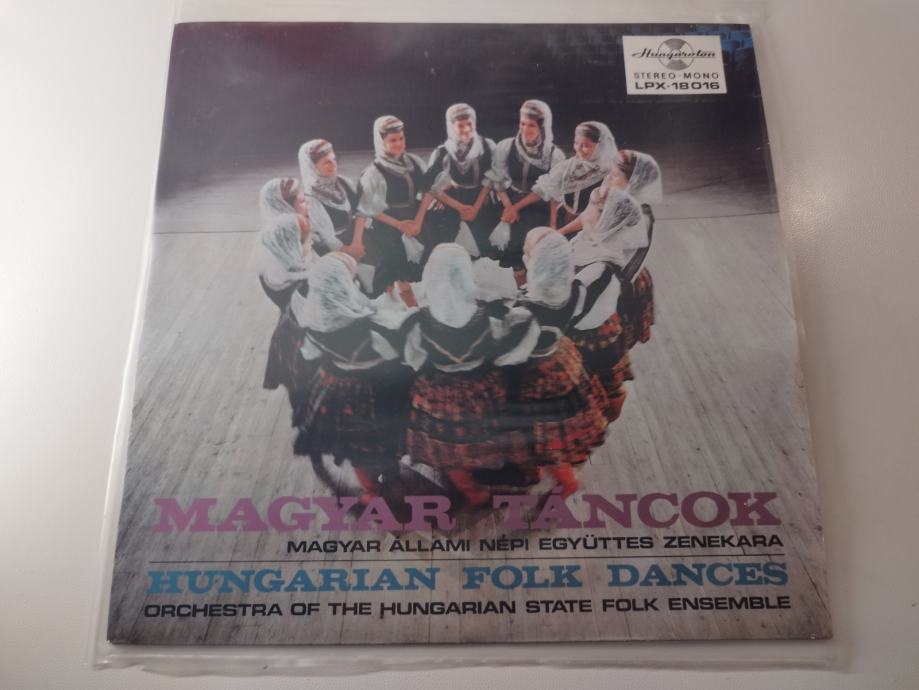 Hungaroton
STEREO-MONO
LPX-18016
MAGYAR TÁNCOK
MAGYAR ÁLLAMI NÉPI EGYÜTTES ZENEKARA
HUNGARIAN FOLK DANCES
ORCHESTRA OF THE HUNGARIAN STATE FOLK ENSEMBLE